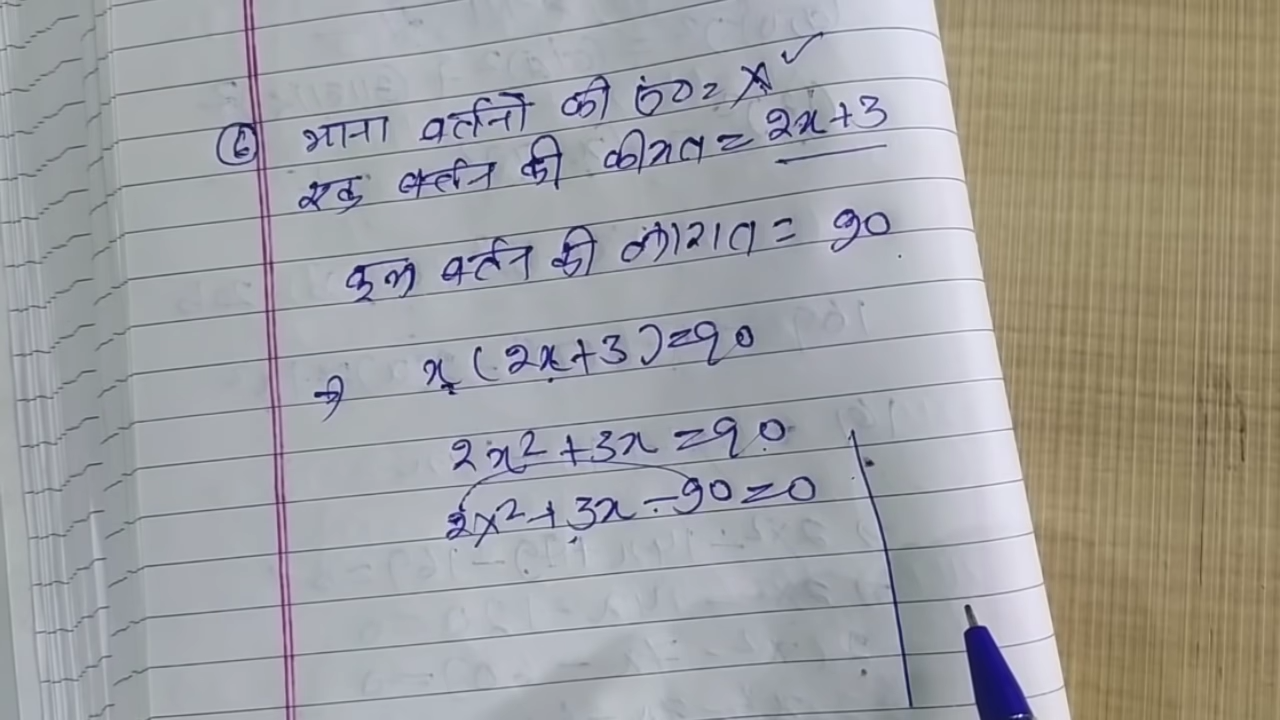 ⑥ माना बर्तनों की सं० = x
एक बर्तन की कीमत = 2x+3
कुल बर्तन की लागत = 90
→ x(2x+3)=90
2x²+3x=90
2x²+3x-90=0